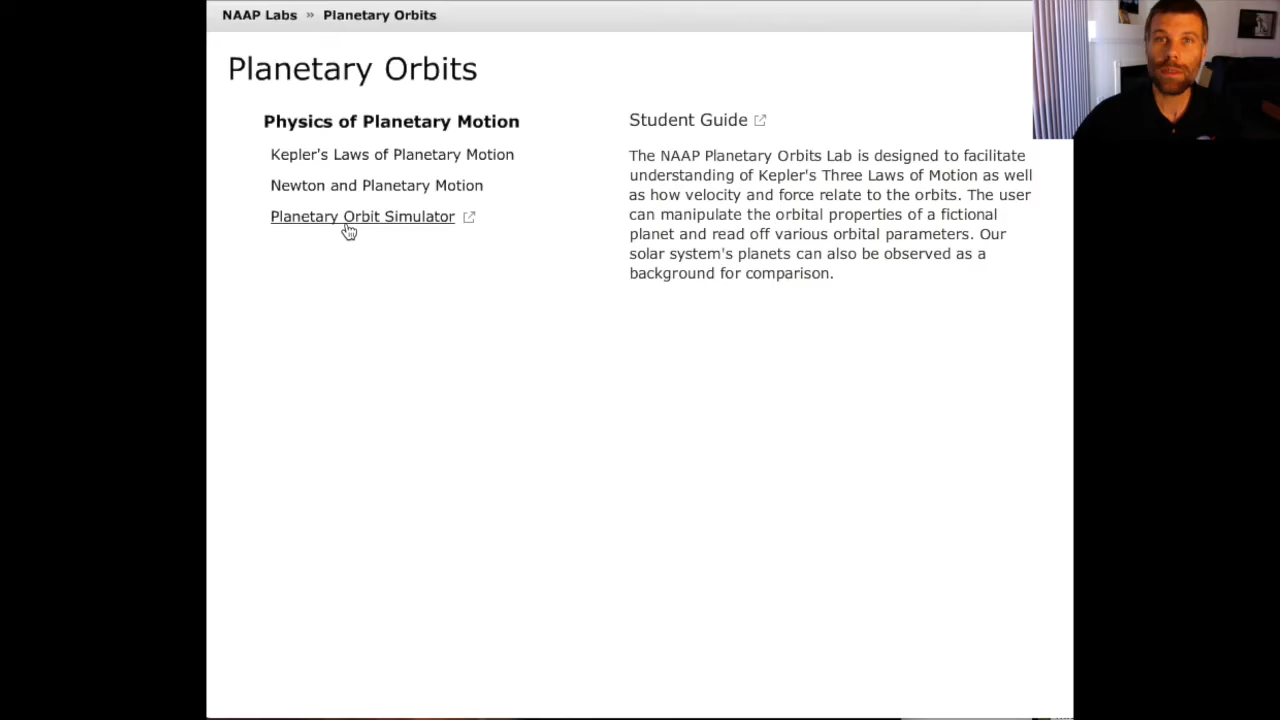 NAAP Labs » Planetary Orbits
Planetary Orbits
Physics of Planetary Motion
Kepler's Laws of Planetary Motion
Newton and Planetary Motion
Planetary Orbit Simulator
Student Guide
The NAAP Planetary Orbits Lab is designed to facilitate
understanding of Kepler's Three Laws of Motion as well
as how velocity and force relate to the orbits. The user
can manipulate the orbital properties of a fictional
planet and read off various orbital parameters. Our
solar system's planets can also be observed as a
background for comparison.